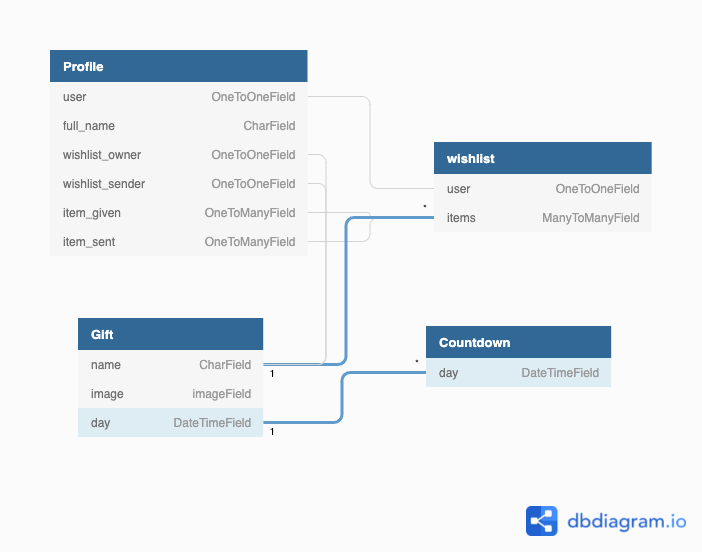 Profile
user OneToOneField
full_name CharField
wishlist_owner OneToOneField
wishlist_sender OneToOneField
item_given OneToManyField
item_sent OneToManyField
wishlist
user OneToOneField
*
items ManyToManyField
Gift
name CharField
1
image imageField
day DateTimeField
1
Countdown
*
day DateTimeField
dbdiagram.io